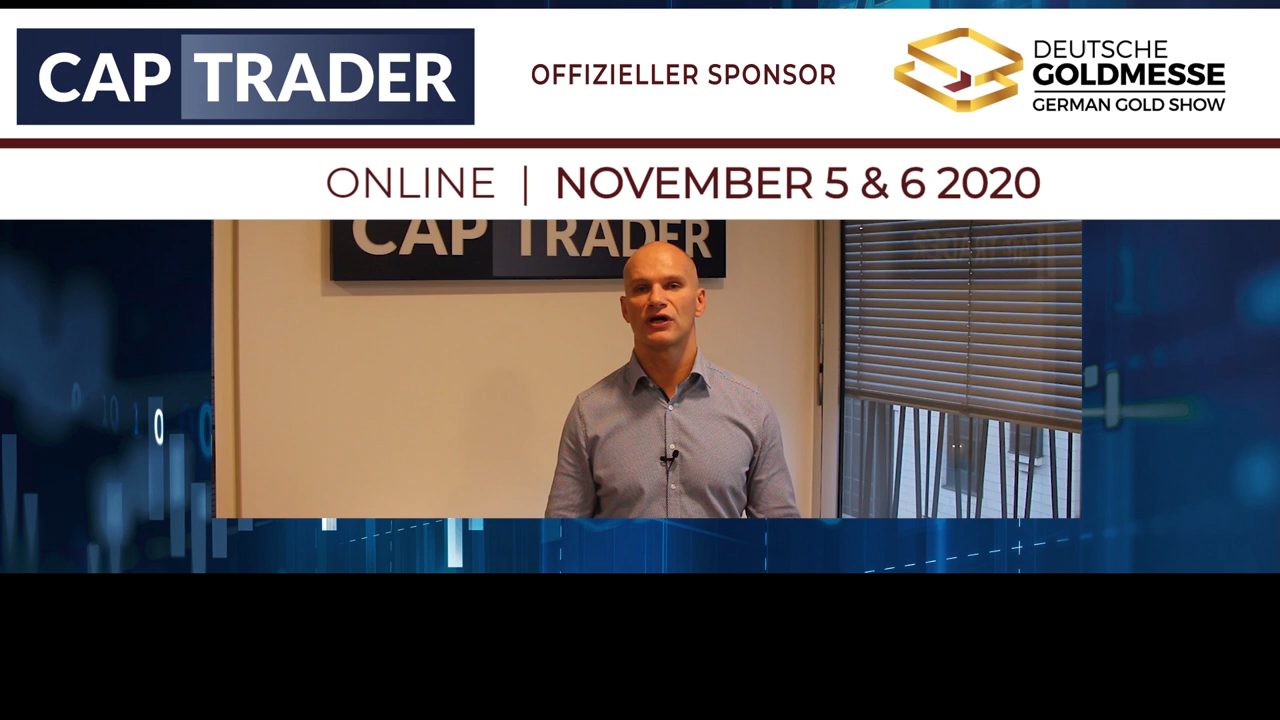 CAP TRADER
OFFIZIELLER SPONSOR
DEUTSCHE
GOLDMESSE
GERMAN GOLD SHOW
ONLINE | NOVEMBER 5 & 6 2020
CAP TRADER